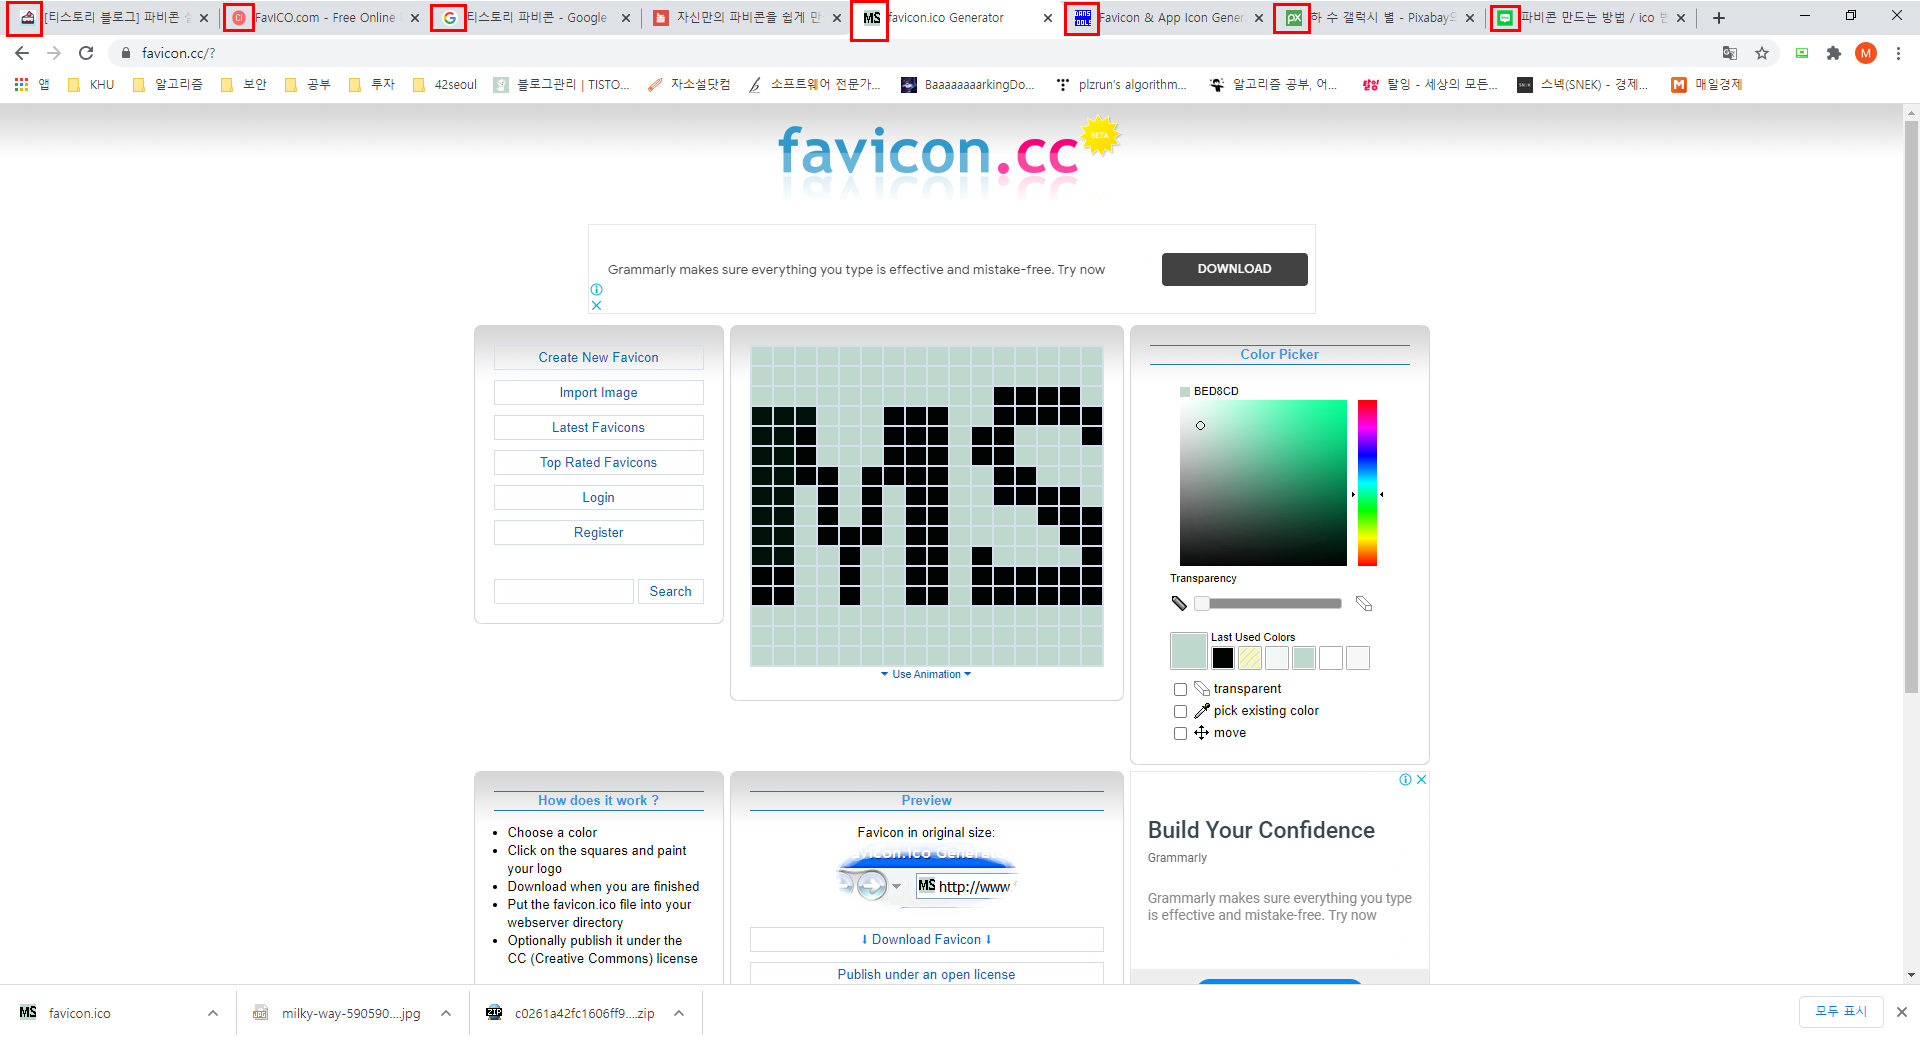 [티스토리 블로그] 파비콘
FavICO.com - Free Online
티스토리 파비콘 - Google
자신만의 파비콘을 쉽게 만
favicon.ico Generator
Favicon & App Icon Gener
하 수 갤럭시 별 - Pixabay
파비콘 만드는 방법 / ico
favicon.cc/?
M
앱
KHU
알고리즘
보안
공부
투자
42seoul
블로그관리 | TISTO...
자소설닷컴
소프트웨어 전문가...
BaaaaaaaarkingDo...
plzrun's algorithm...
알고리즘 공부, 어...
탈잉 - 세상의 모든...
스넥(SNEK) - 경제...
매일경제
favicon.cc
BETA
Grammarly makes sure everything you type is effective and mistake-free. Try now
DOWNLOAD
Create New Favicon
Import Image
Latest Favicons
Top Rated Favicons
Login
Register
Search
MS
Use Animation
Color Picker
BED8CD
Transparency
Last Used Colors
transparent
pick existing color
move
How does it work ?
Choose a color
Click on the squares and paint
your logo
Download when you are finished
Put the favicon.ico file into your
webserver directory
Optionally publish it under the
CC (Creative Commons) license
Preview
Favicon in original size:
MS http://www.
Download Favicon
Publish under an open license
Build Your Confidence
Grammarly
Grammarly makes sure everything you type
is effective and mistake-free. Try now
MS favicon.ico
milky-way-590590....jpg
ZIP c0261a42fc1606ff9....zip
모두 표시